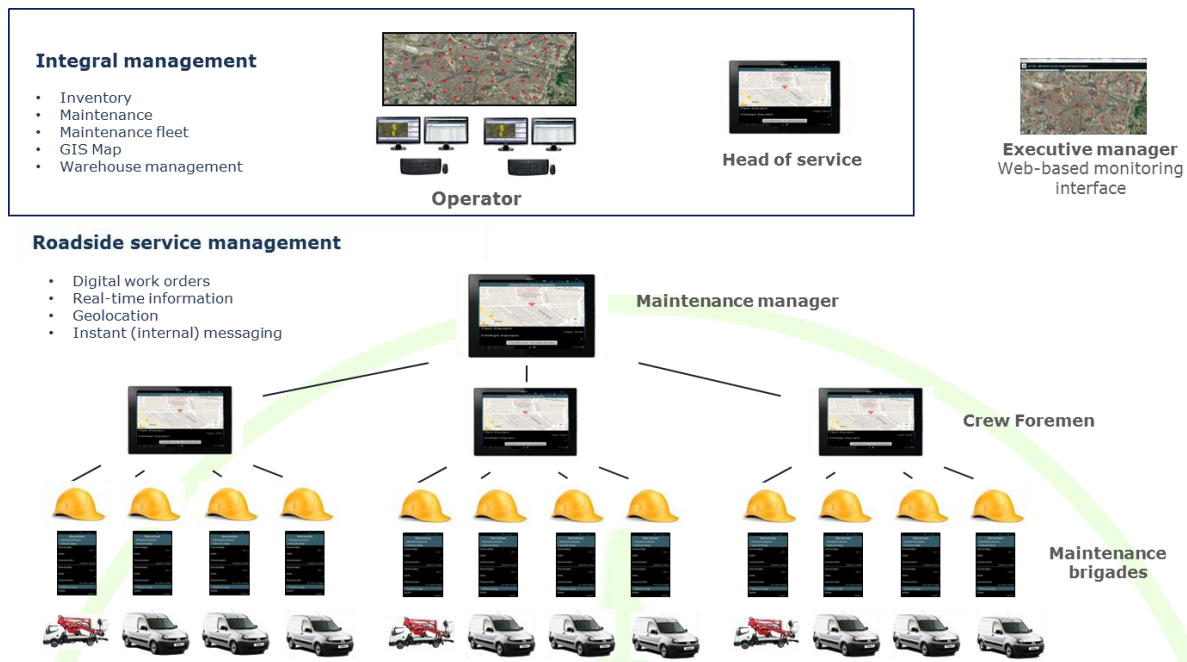 Integral management
• Inventory
• Maintenance
• Maintenance fleet
• GIS Map
• Warehouse management
Operator
Head of service
Executive manager
Web-based monitoring
interface
Roadside service management
• Digital work orders
• Real-time information
• Geolocation
• Instant (internal) messaging
Maintenance manager
Crew Foremen
Maintenance
brigades